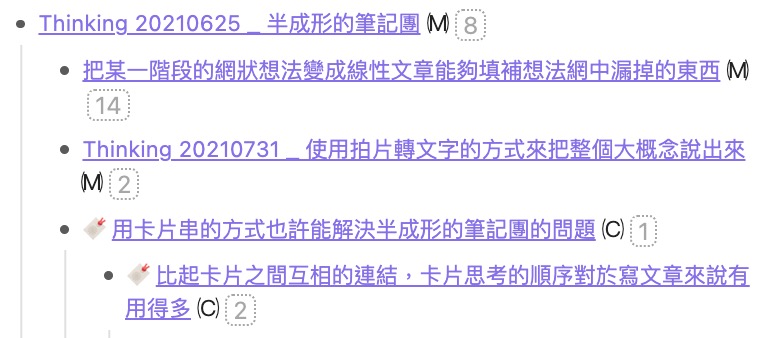 Thinking 20210625 _ 半成形的筆記團 (M) 8
把某一階段的網狀想法變成線性文章能夠填補想法網中漏掉的東西 (M)
14
Thinking 20210731 _ 使用拍片轉文字的方式來把整個大概念說出來
(M) 2
用卡片串的方式也許能解決半成形的筆記團的問題 (C) 1
比起卡片之間互相的連結，卡片思考的順序對於寫文章來說有
用得多 (C) 2